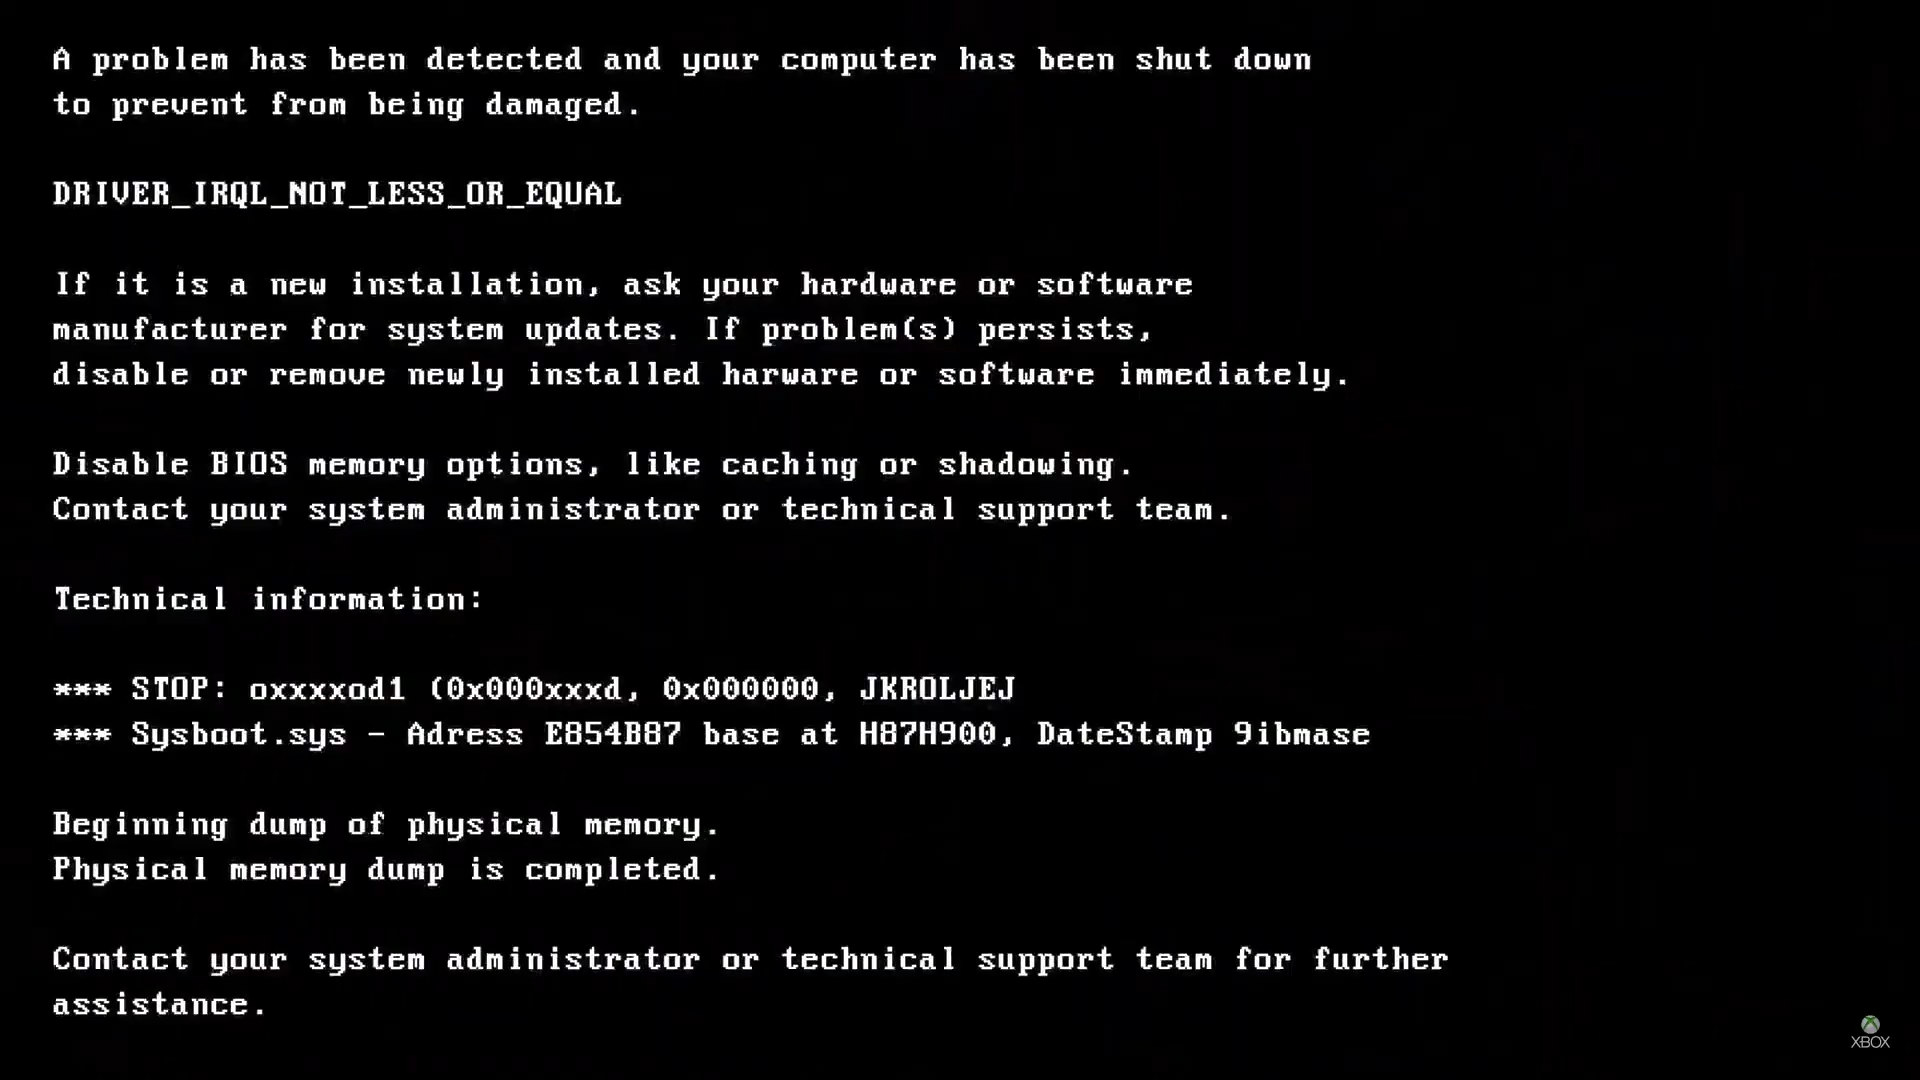 A problem has been detected and your computer has been shut down
to prevent from being damaged.
DRIVER_IRQL_NOT_LESS_OR_EQUAL
If it is a new installation, ask your hardware or software
manufacturer for system updates. If problem(s) persists,
disable or remove newly installed harware or software immediately.
Disable BIOS memory options, like caching or shadowing.
Contact your system administrator or technical support team.
Technical information:
*** STOP: oxxxxod1 (0x000xxxd, 0x000000, JKROLJEJ
*** Sysboot.sys - Adress E854B87 base at H87H900, DateStamp 9ibmase
Beginning dump of physical memory.
Physical memory dump is completed.
Contact your system administrator or technical support team for further
assistance.
XBOX